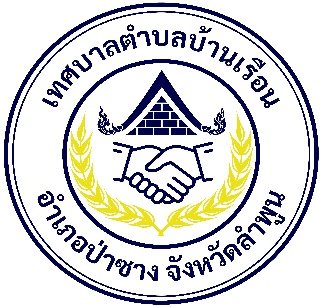 เทศบาลตำบลบ้านเรือน
อำเภอป่าซาง จังหวัดลำพูน